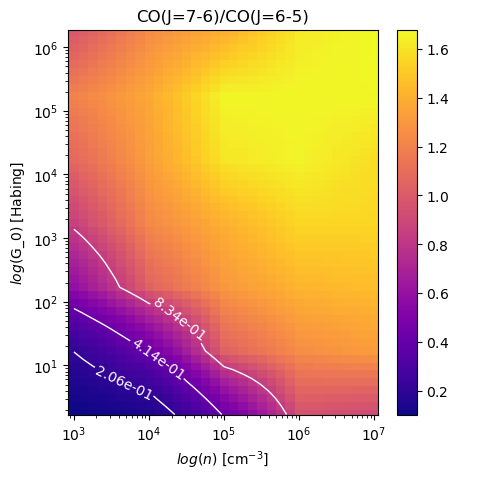 CO(J=7-6)/CO(J=6-5)
10^6
10^5
10^4
10^3
10^2
10^1
log(G_0) [Habing]
8.34e-01
4.14e-01
2.06e-01
10^3 10^4 10^5 10^6 10^7
log(n) [cm^−3]
1.6
1.4
1.2
1.0
0.8
0.6
0.4
0.2